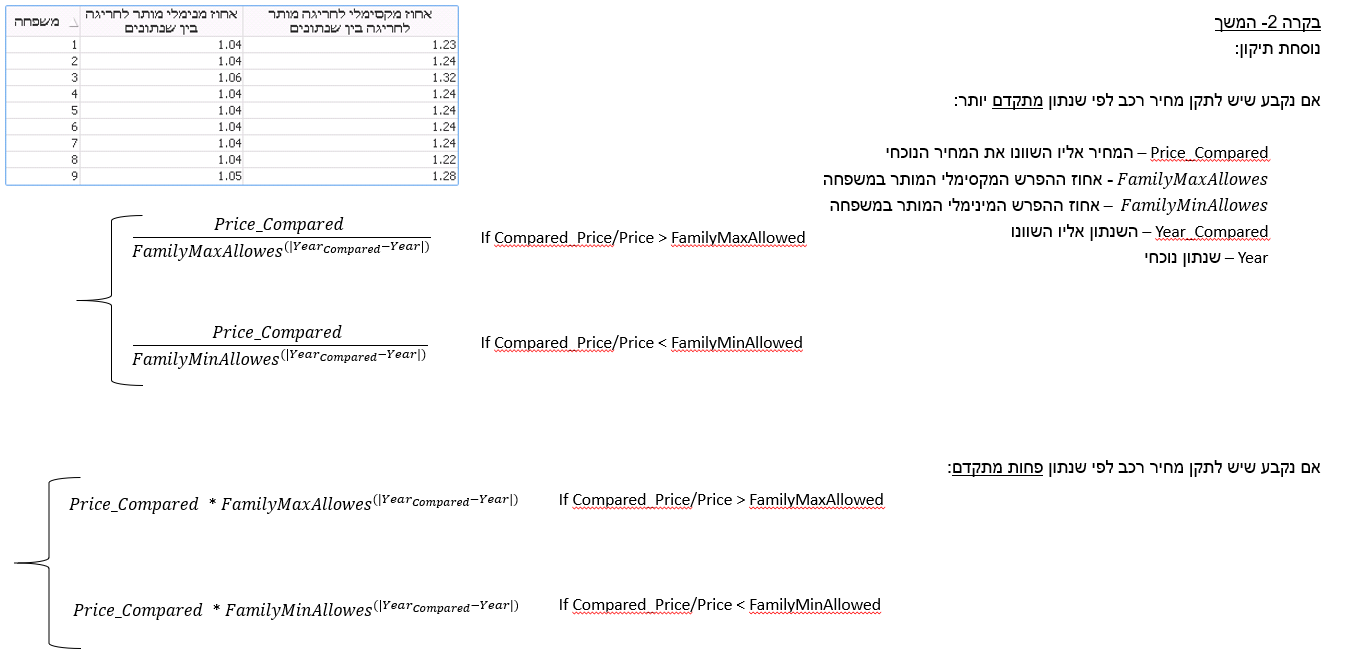 בקרה 2- המשך
נוסחת תיקון:
משפחה	אחוז מנימלי מותר לחריגה בין שנתונים	אחוז מקסימלי לחריגה מותר לחריגה בין שנתונים
1	1.04	1.23
2	1.04	1.24
3	1.06	1.32
4	1.04	1.24
5	1.04	1.24
6	1.04	1.24
7	1.04	1.24
8	1.04	1.22
9	1.05	1.28
אם נקבע שיש לתקן מחיר רכב לפי שנתון מתקדם יותר:
Price_Compared – המחיר אליו השוונו את המחיר הנוכחי
FamilyMaxAllowes - אחוז ההפרש המקסימלי המותר במשפחה
FamilyMinAllowes – אחוז ההפרש המינימלי המותר במשפחה
Year_Compared – השנתון אליו השוונו
Year – שנתון נוכחי
Price_Compared
FamilyMaxAllowes^(|Year_Compared−Year|)
If Compared_Price/Price > FamilyMaxAllowed
Price_Compared
FamilyMinAllowes^(|Year_Compared−Year|)
If Compared_Price/Price < FamilyMinAllowed
אם נקבע שיש לתקן מחיר רכב לפי שנתון פחות מתקדם:
Price_Compared * FamilyMaxAllowes^(|Year_Compared−Year|) If Compared_Price/Price > FamilyMaxAllowed
Price_Compared * FamilyMinAllowes^(|Year_Compared−Year|) If Compared_Price/Price < FamilyMinAllowed